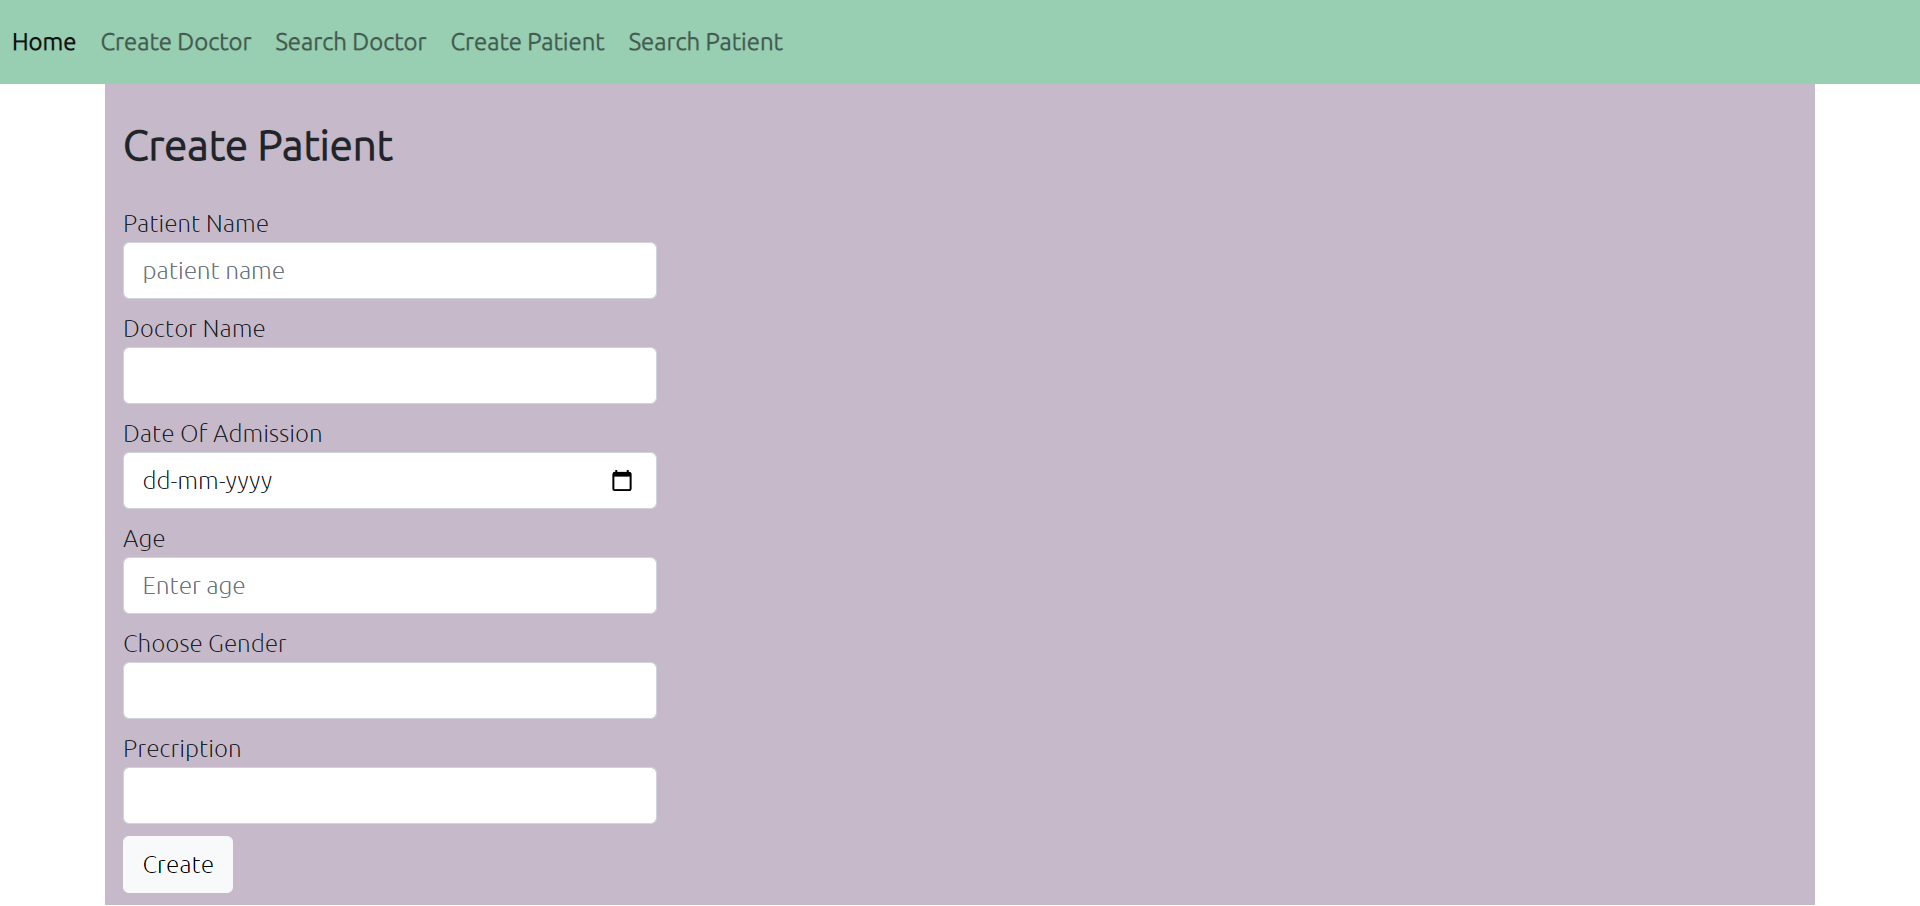 Home Create Doctor Search Doctor Create Patient Search Patient
Create Patient
Patient Name
patient name
Doctor Name
Date Of Admission
dd-mm-yyyy
Age
Enter age
Choose Gender
Precription
Create